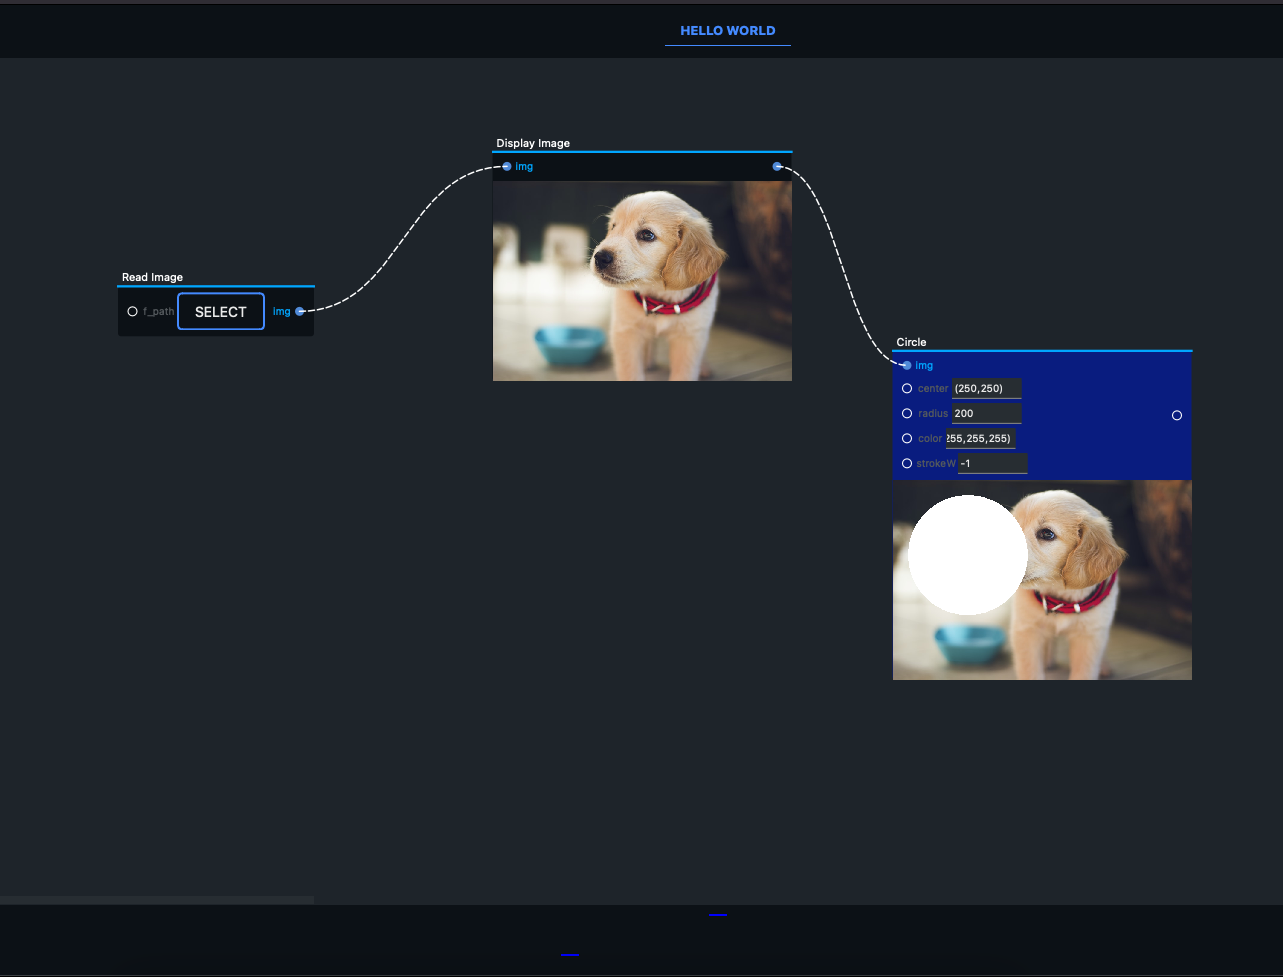 HELLO WORLD
Display Image
img
Read Image
f_path
SELECT
img
Circle
img
center (250,250)
radius 200
color 255,255,255)
strokeW -1